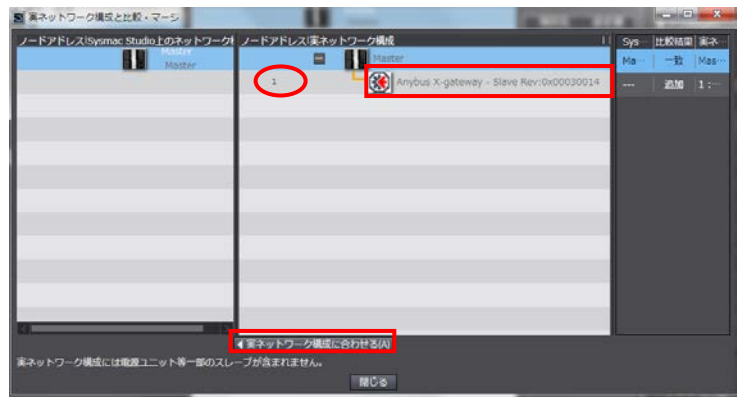 実ネットワーク構成と比較・マージ
ノードアドレス|Sysmac Studio上のネットワーク構
ノードアドレス|実ネットワーク構成
Sys… 比較結果 実ネ…
Master
Master
Master
Ma… 一致 Mas…
1
Anybus X-gateway - Slave Rev:0x00030014
--- 追加 1 :…
実ネットワーク構成に合わせる(A)
実ネットワーク構成には電源ユニット等一部のスレーブが含まれません。
閉じる